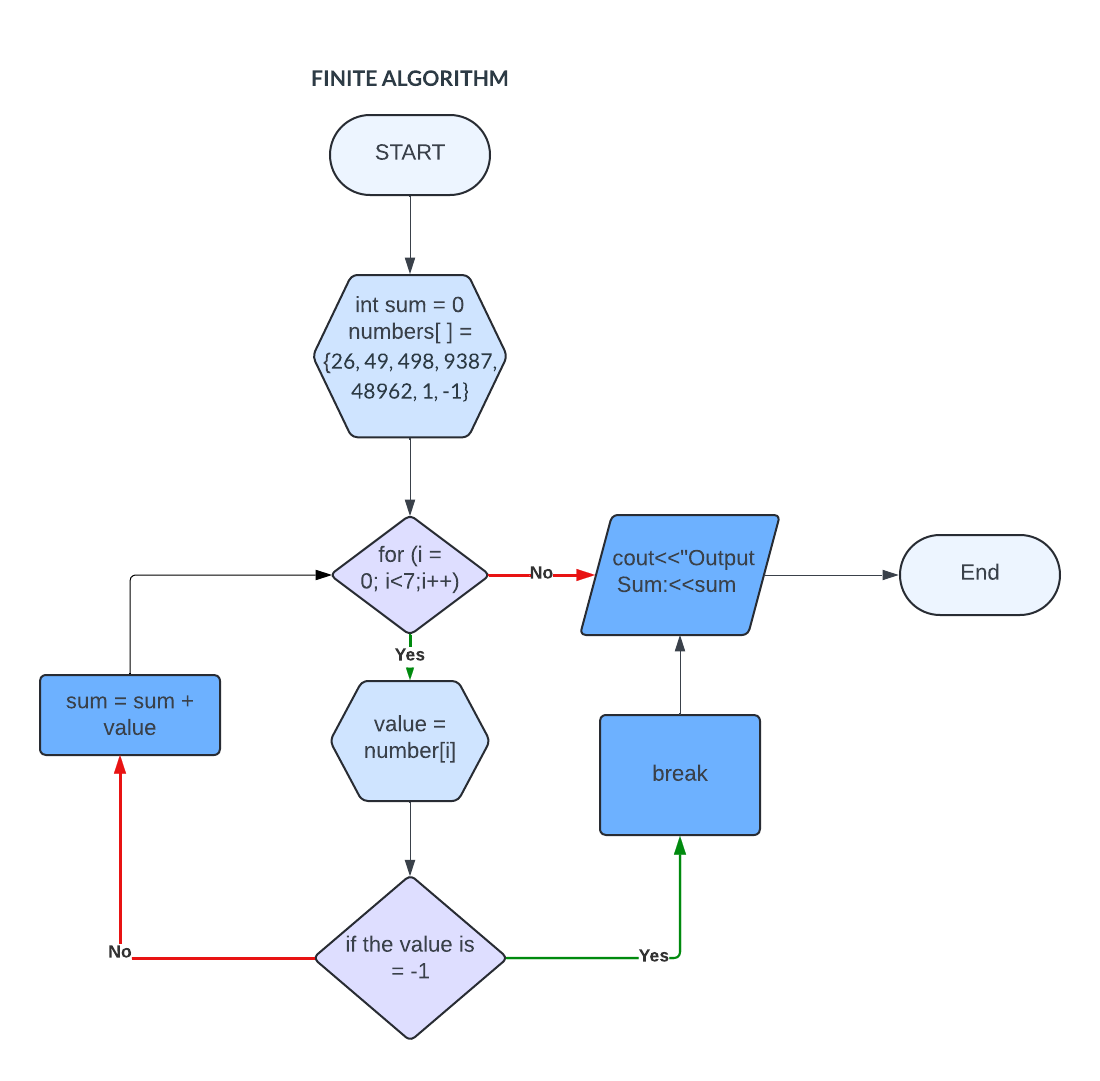 FINITE ALGORITHM
START
int sum = 0
numbers[ ] =
{26, 49, 498, 9387,
48962, 1, -1}
for (i =
0; i<7;i++)
No
cout<<"Output
Sum:<<sum
End
Yes
sum = sum +
value
value =
number[i]
break
if the value is
= -1
No
Yes